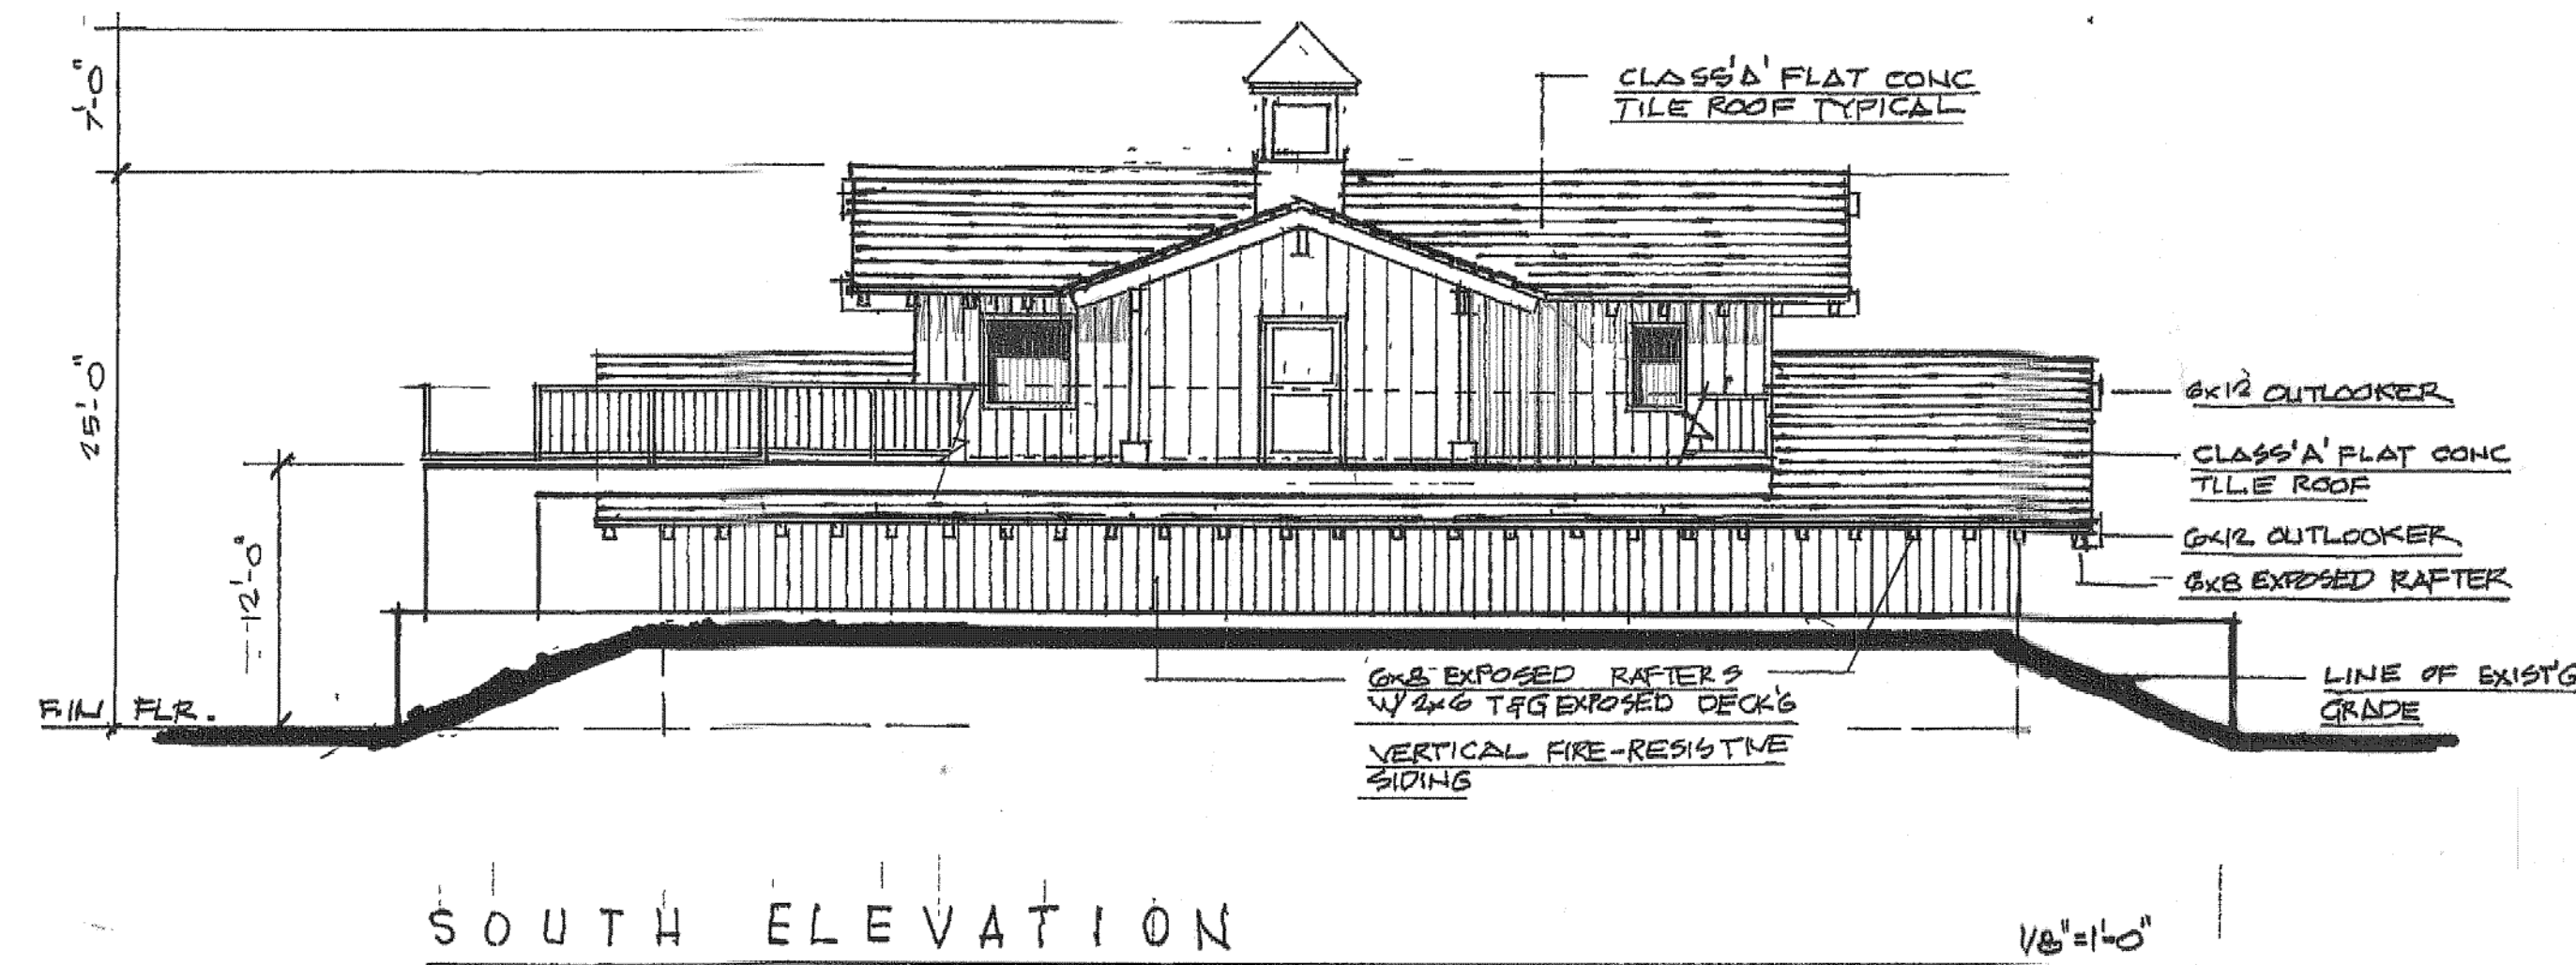 7'-0"
CLASS 'A' FLAT CONC
TILE ROOF TYPICAL
25'-0"
6x12 OUTLOOKER
CLASS 'A' FLAT CONC
TLLE ROOF
12'-0"
6x12 OUTLOOKER
6x8 EXPOSED RAFTER
6x8 EXPOSED RAFTERS
W/ 2x6 T&G EXPOSED DECK'G
VERTICAL FIRE-RESISTIVE
SIDING
LINE OF EXIST'G
GRADE
FIN FLR.
SOUTH ELEVATION
1/8"=1'-0"